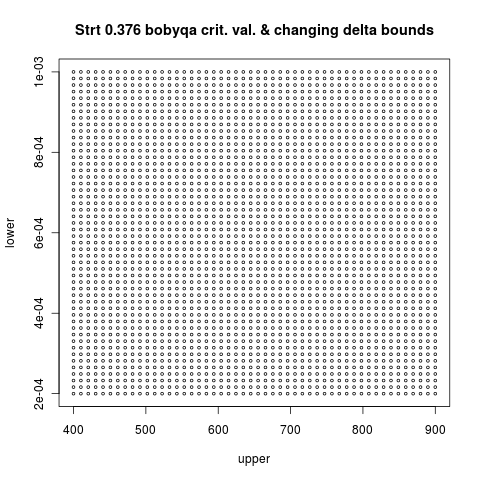 Strt 0.376 bobyqa crit. val. & changing delta bounds
lower
1e-03
8e-04
6e-04
4e-04
2e-04
400 500 600 700 800 900
upper